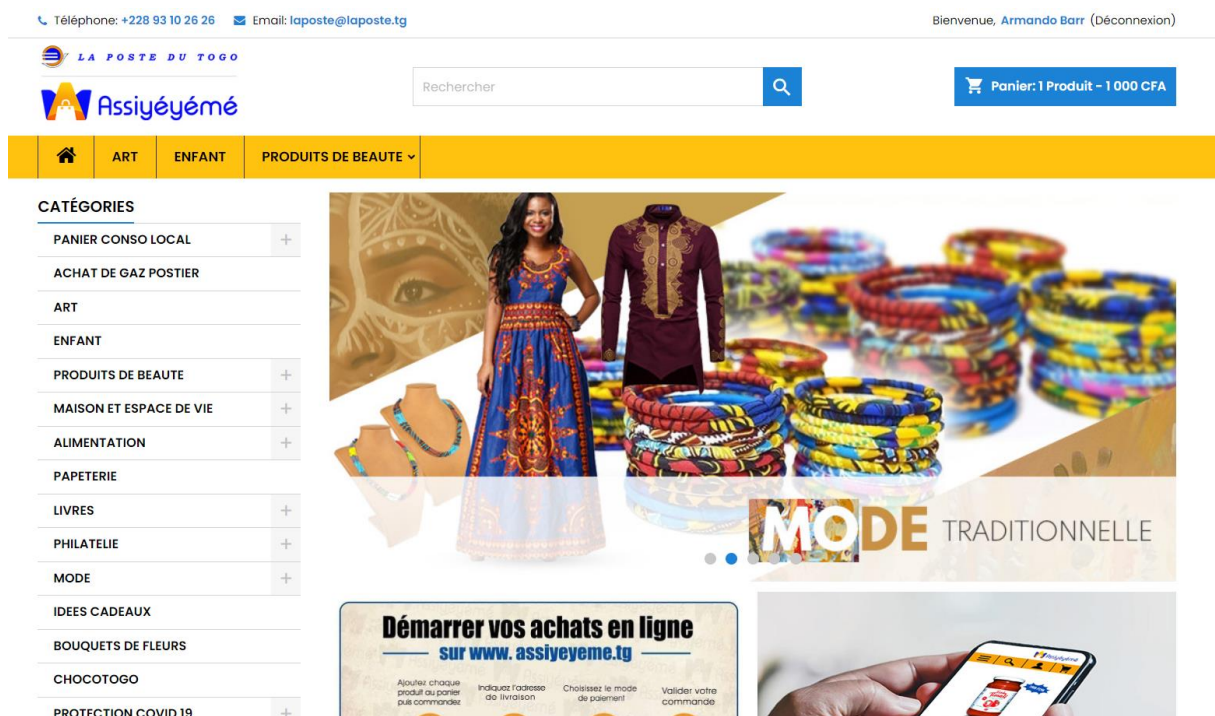 Téléphone: +228 93 10 26 26 Email: laposte@laposte.tg
Bienvenue, Armando Barr (Déconnexion)
LA POSTE DU TOGO
Assiyéyémé
Rechercher
Panier: 1 Produit - 1 000 CFA
ART ENFANT PRODUITS DE BEAUTE
CATÉGORIES
PANIER CONSO LOCAL
ACHAT DE GAZ POSTIER
ART
ENFANT
PRODUITS DE BEAUTE
MAISON ET ESPACE DE VIE
ALIMENTATION
PAPETERIE
LIVRES
PHILATELIE
MODE
IDEES CADEAUX
BOUQUETS DE FLEURS
CHOCOTOGO
PROTECTION COVID 19
MODE TRADITIONNELLE
Démarrer vos achats en ligne
sur www. assiyeyeme.tg
Ajoutez chaque
produit au panier
puis commandez
Indiquez l'adresse
de livraison
Choisissez le mode
de paiement
Valider votre
commande
Assiyéyémé